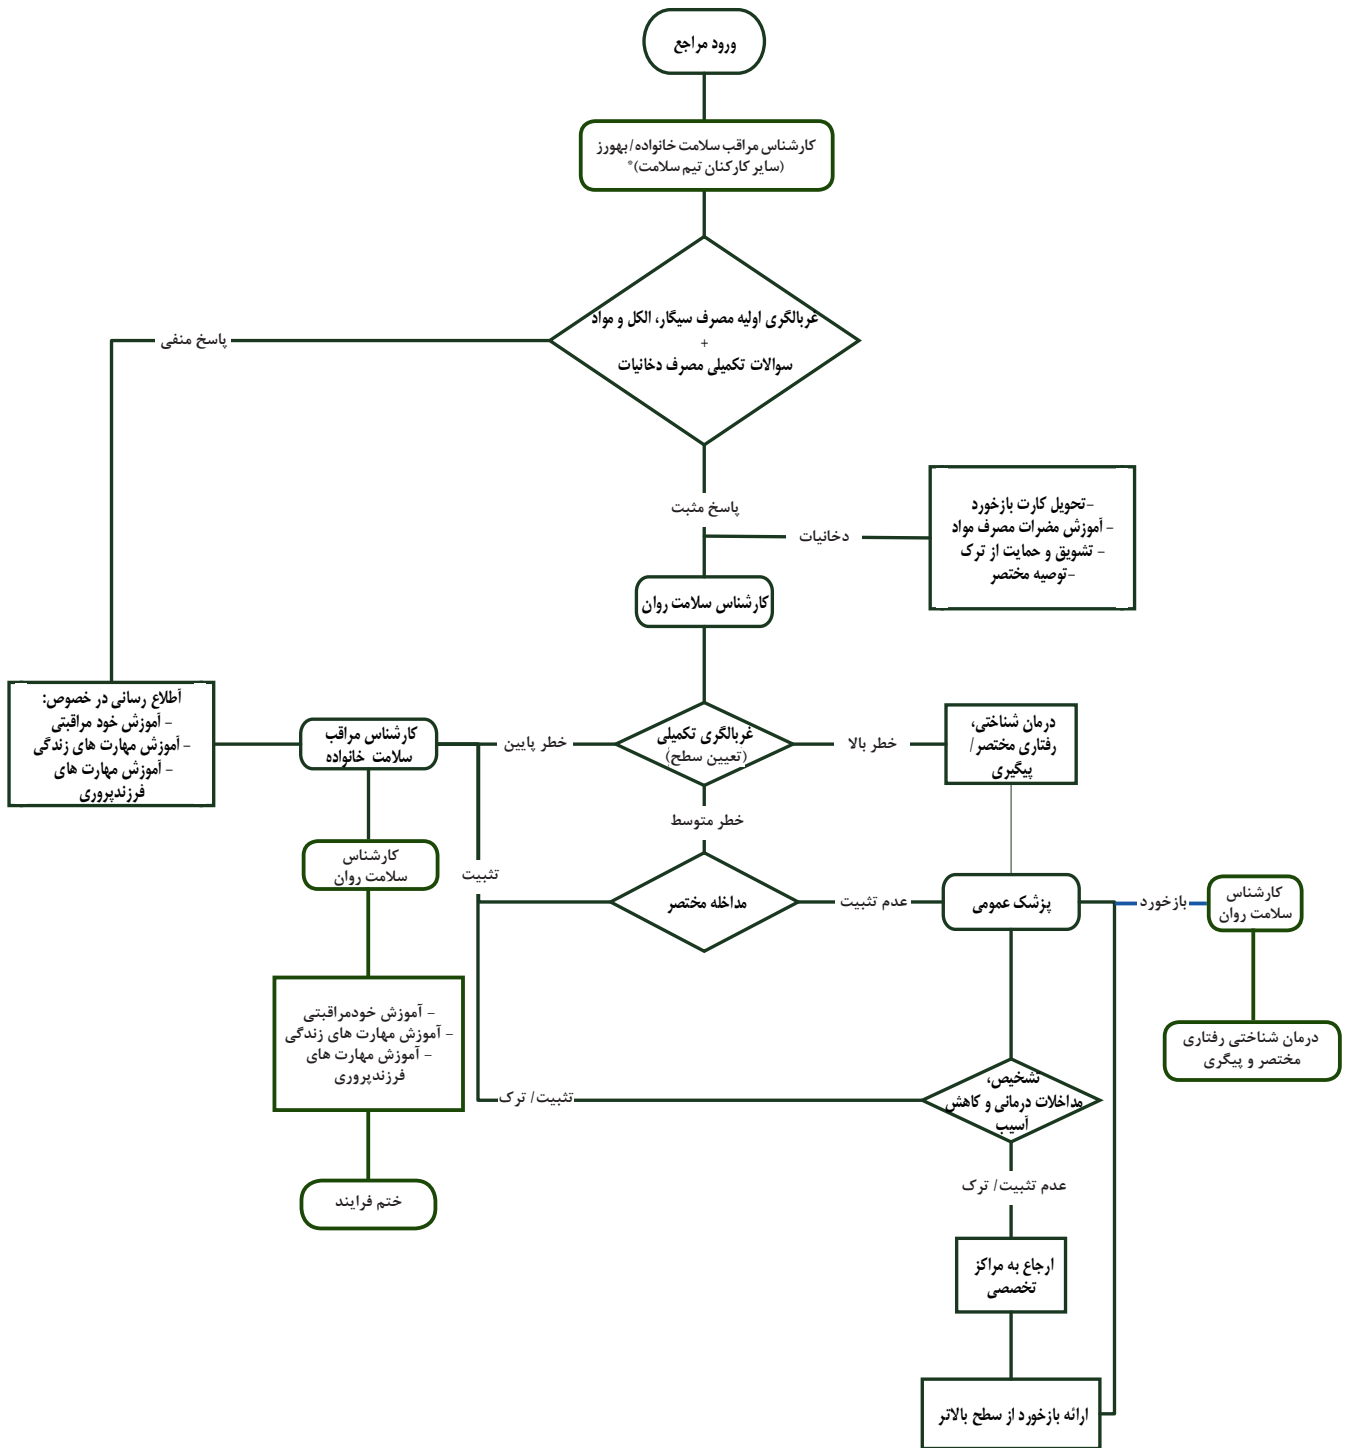 ورود مراجع
کارشناس مراقب سلامت خانواده/بهورز
(سایر کارکنان تیم سلامت)*
غربالگری اولیه مصرف سیگار، الکل و مواد
+
سوالات تکمیلی مصرف دخانیات
پاسخ منفی
پاسخ مثبت
دخانیات
-تحویل کارت بازخورد
- آموزش مضرات مصرف مواد
- تشویق و حمایت از ترک
-توصیه مختصر
کارشناس سلامت روان
غربالگری تکمیلی
(تعیین سطح)
خطر بالا
درمان شناختی،
رفتاری مختصر/
پیگیری
خطر پایین
کارشناس مراقب
سلامت خانواده
اطلاع رسانی در خصوص:
- آموزش خود مراقبتی
- آموزش مهارت های زندگی
- آموزش مهارت های
فرزندپروری
خطر متوسط
کارشناس
سلامت روان
تثبیت
مداخله مختصر
عدم تثبیت
پزشک عمومی
بازخورد
کارشناس
سلامت روان
درمان شناختی رفتاری
مختصر و پیگری
- آموزش خودمراقبتی
- آموزش مهارت های زندگی
- آموزش مهارت های
فرزندپروری
تشخیص،
مداخلات درمانی و کاهش
آسیب
تثبیت/ ترک
عدم تثبیت/ ترک
ختم فرایند
ارجاع به مراکز
تخصصی
ارائه بازخورد از سطح بالاتر